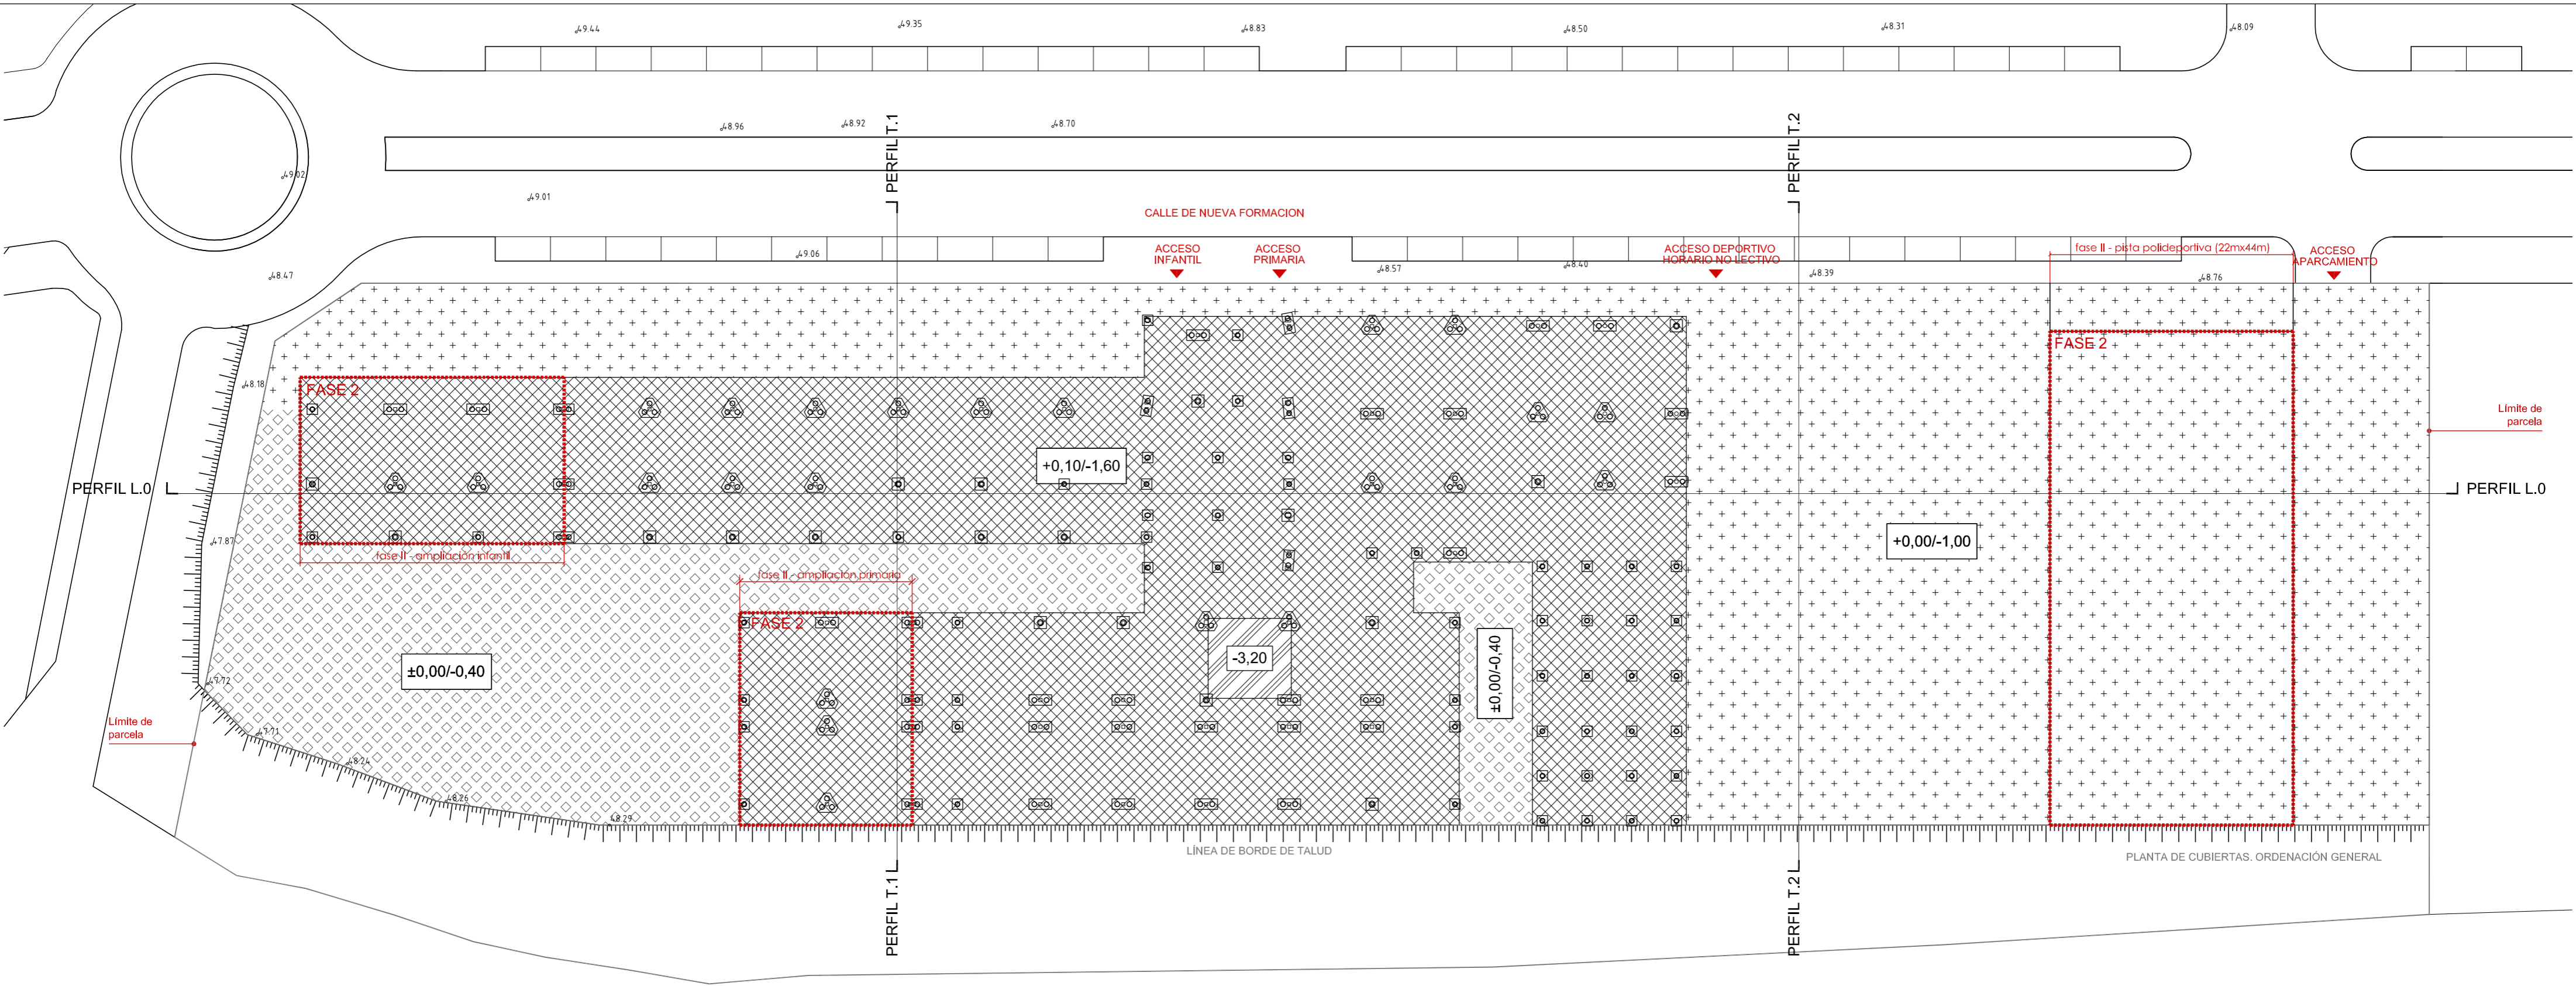 49.44
49.35
48.83
48.50
48.31
48.09
48.96
48.92
48.70
PERFIL T.1
PERFIL T.2
49.02
49.01
CALLE DE NUEVA FORMACION
49.06
ACCESO
INFANTIL
ACCESO
PRIMARIA
ACCESO DEPORTIVO
HORARIO NO LECTIVO
fase II - pista polideportiva (22mx44m)
ACCESO
APARCAMIENTO
48.47
48.57
48.40
48.39
48.76
FASE 2
48.18
FASE 2
Límite de
parcela
+0,10/-1,60
PERFIL L.0
PERFIL L.0
47.87
+0,00/-1,00
fase II - ampliación infantil
fase II - ampliación primaria
FASE 2
±0,00/-0,40
-3,20
±0,00/-0,40
47.72
Límite de
parcela
47.71
48.24
48.26
48.29
LÍNEA DE BORDE DE TALUD
PLANTA DE CUBIERTAS. ORDENACIÓN GENERAL
PERFIL T.1
PERFIL T.2